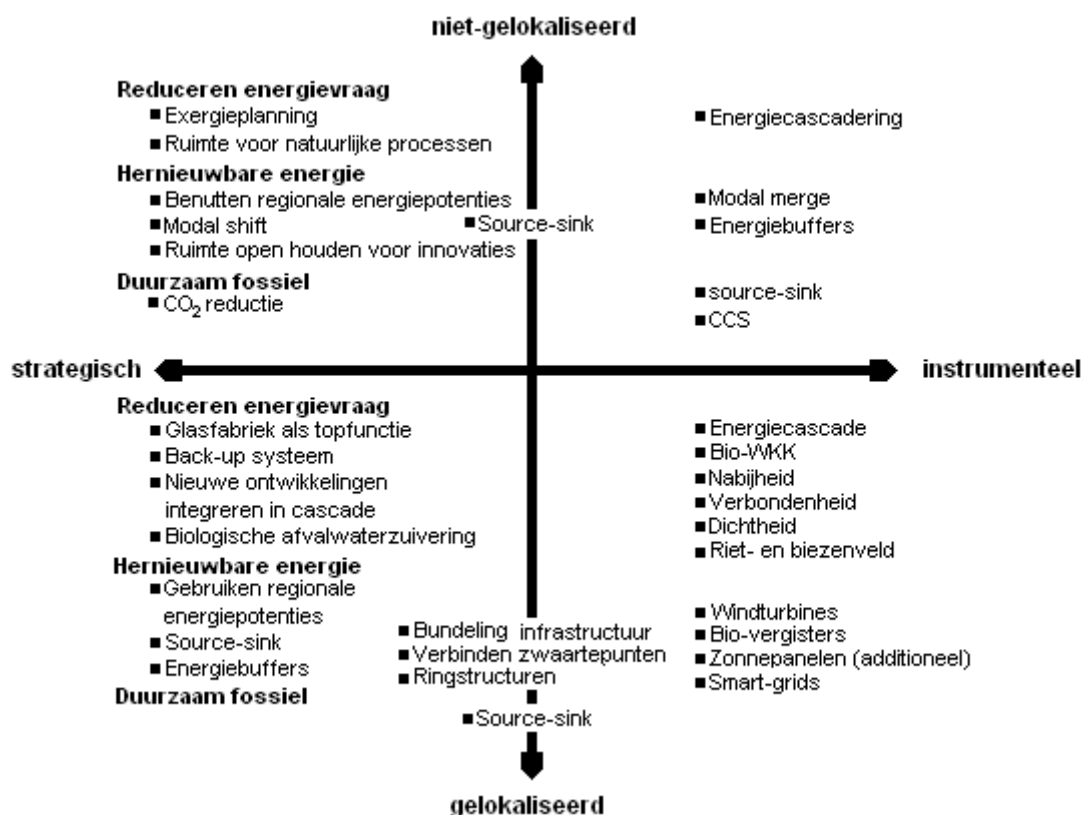 niet-gelokaliseerd
Reduceren energievraag
■ Exergieplanning
■ Ruimte voor natuurlijke processen
■ Energiecascadering
Hernieuwbare energie
■ Benutten regionale energiepotenties
■ Modal shift
■ Ruimte open houden voor innovaties
■ Source-sink
■ Modal merge
■ Energiebuffers
Duurzaam fossiel
■ CO₂ reductie
■ source-sink
■ CCS
strategisch
instrumenteel
Reduceren energievraag
■ Glasfabriek als topfunctie
■ Back-up systeem
■ Nieuwe ontwikkelingen
integreren in cascade
■ Biologische afvalwaterzuivering
■ Energiecascade
■ Bio-WKK
■ Nabijheid
■ Verbondenheid
■ Dichtheid
■ Riet- en biezenveld
Hernieuwbare energie
■ Gebruiken regionale
energiepotenties
■ Source-sink
■ Energiebuffers
■ Bundeling infrastructuur
■ Verbinden zwaartepunten
■ Ringstructuren
■ Windturbines
■ Bio-vergisters
■ Zonnepanelen (additioneel)
■ Smart-grids
Duurzaam fossiel
■ Source-sink
gelokaliseerd